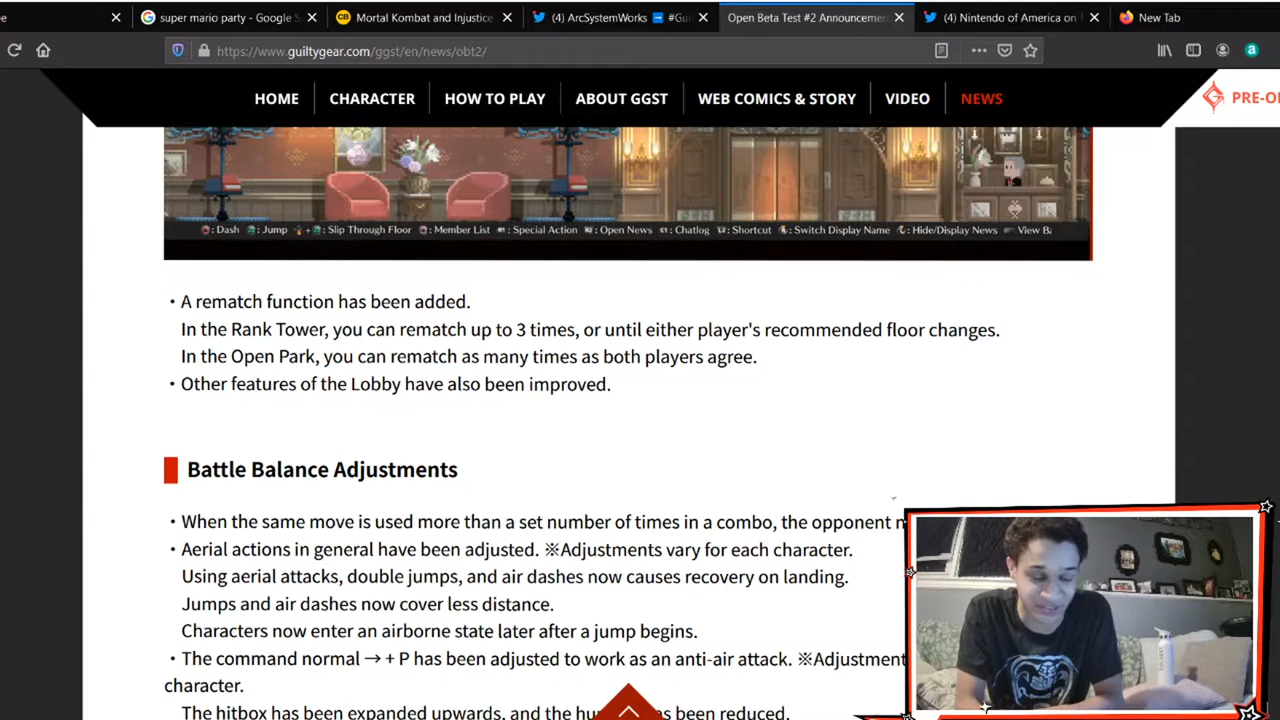 super mario party - Google S
Mortal Kombat and Injustice
(4) ArcSystemWorks #Gu
Open Beta Test #2 Announcemen
(4) Nintendo of America on
New Tab
https://www.guiltygear.com/ggst/en/news/obt2/
HOME
CHARACTER
HOW TO PLAY
ABOUT GGST
WEB COMICS & STORY
VIDEO
NEWS
PRE-O
: Dash : Jump + : Slip Through Floor : Member List : Special Action : Open News : Chatlog : Shortcut : Switch Display Name : Hide/Display News View Ba
・A rematch function has been added.
In the Rank Tower, you can rematch up to 3 times, or until either player's recommended floor changes.
In the Open Park, you can rematch as many times as both players agree.
・Other features of the Lobby have also been improved.
Battle Balance Adjustments
・When the same move is used more than a set number of times in a combo, the opponent
・Aerial actions in general have been adjusted. ※Adjustments vary for each character.
Using aerial attacks, double jumps, and air dashes now causes recovery on landing.
Jumps and air dashes now cover less distance.
Characters now enter an airborne state later after a jump begins.
・The command normal → + P has been adjusted to work as an anti-air attack. ※Adjustment
character.
The hitbox has been expanded upwards, and the hu has been reduced.